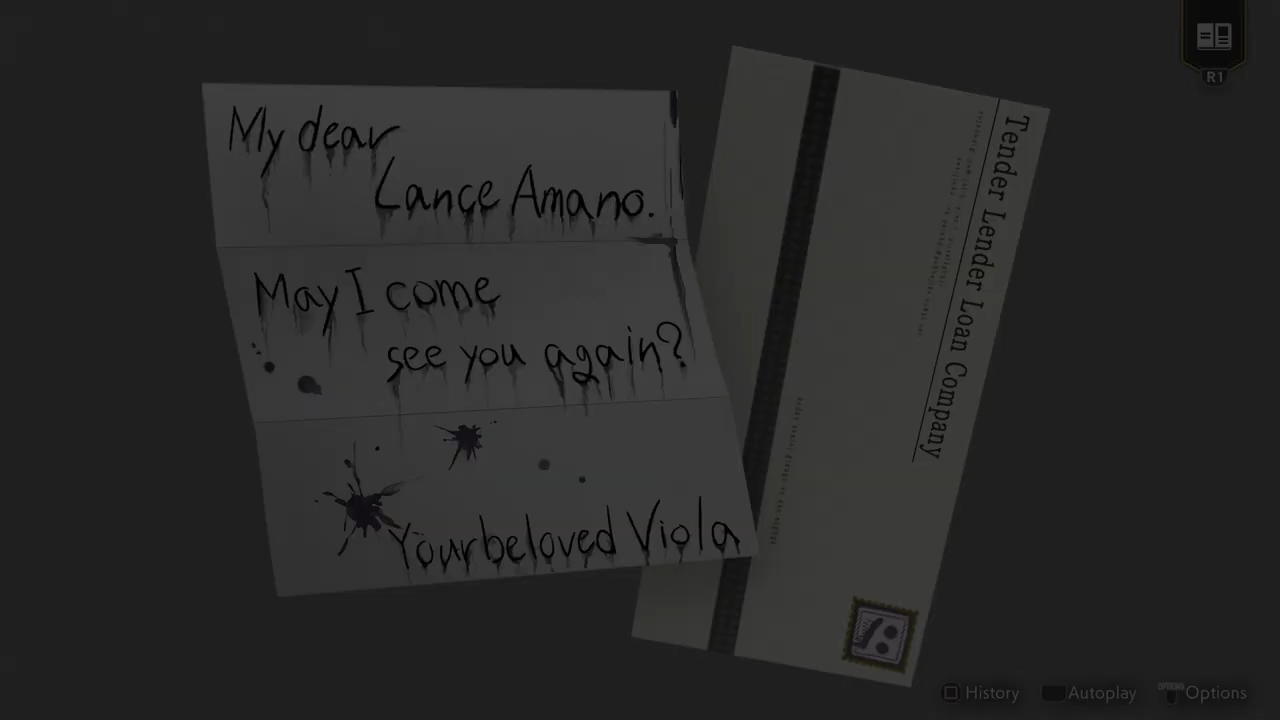 My dear
Lance Amano.
May I come
see you again?
Your beloved Viola
Tender Lender Loan Company
R1
History
Autoplay
OPTIONS
Options